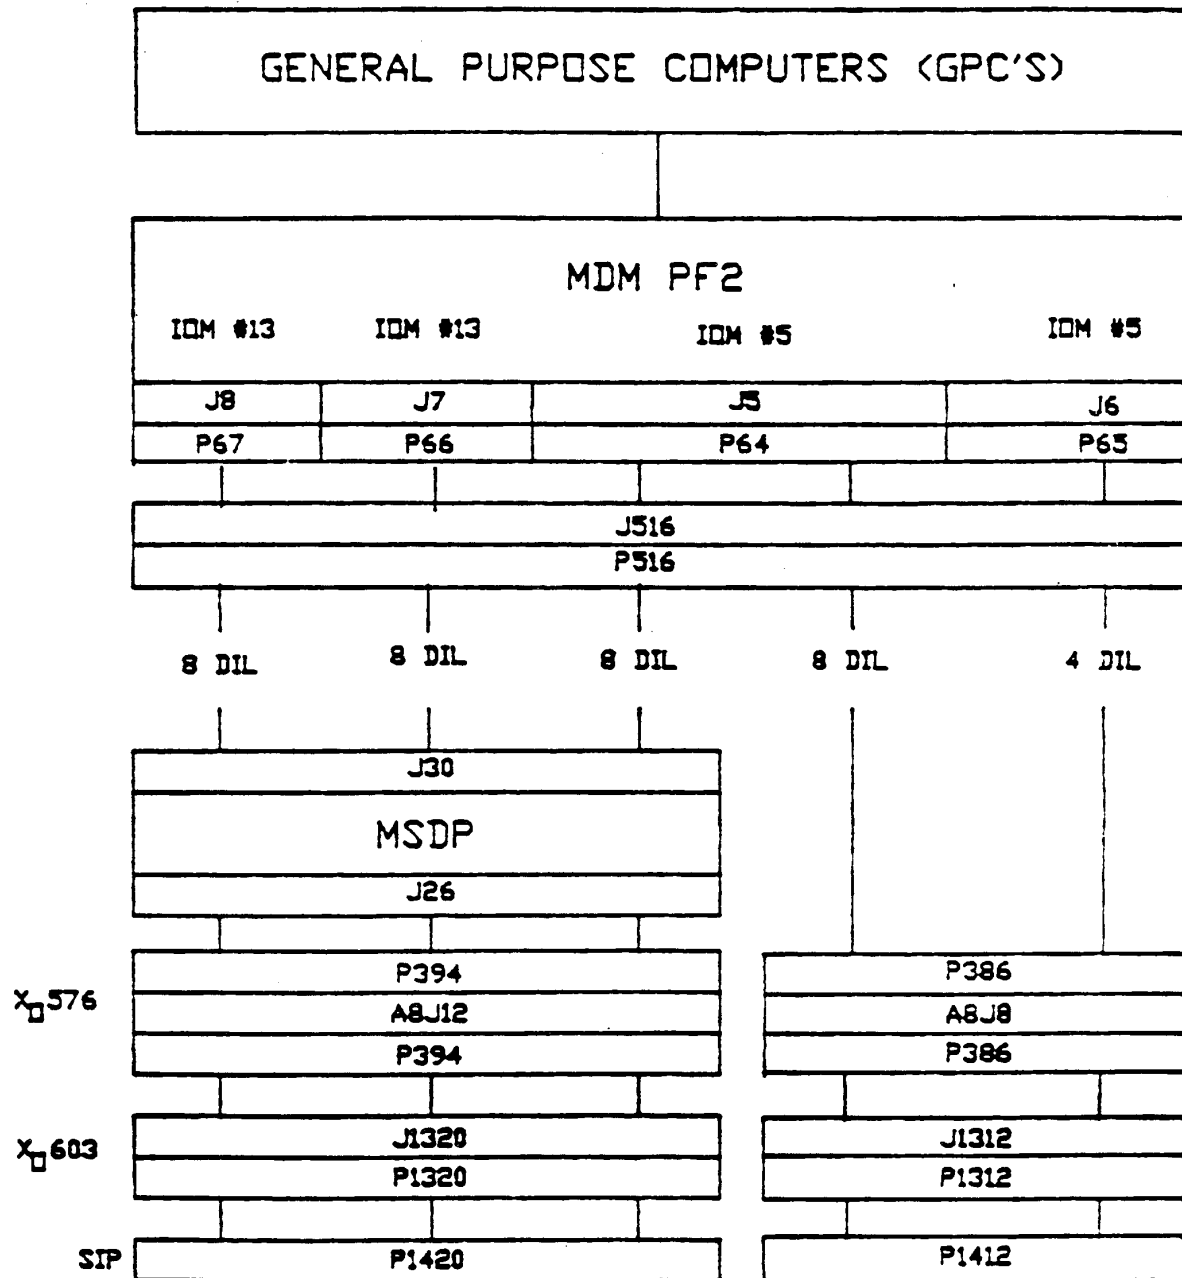 GENERAL PURPOSE COMPUTERS (GPC'S)
MDM PF2
IOM #13 IOM #13 IOM #5 IOM #5
J8 J7 J5 J6
P67 P66 P64 P65
J516
P516
8 DIL 8 DIL 8 DIL 8 DIL 4 DIL
J30
MSDP
J26
P394 P386
XO576 A8J12 A8J8
P394 P386
J1320 J1312
XO603
P1320 P1312
SIP P1420 P1412